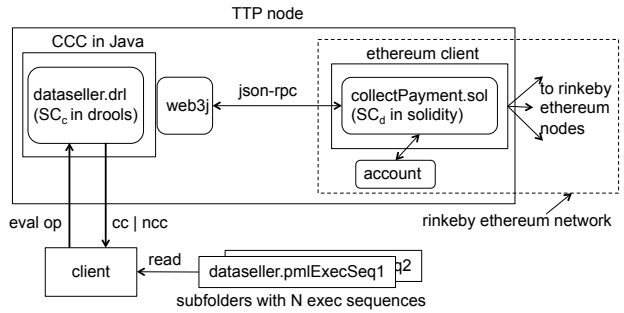 TTP node
CCC in Java
ethereum client
dataseller.drl
(SCc in drools)
web3j
json-rpc
collectPayment.sol
(SCd in solidity)
to rinkeby
ethereum
nodes
account
eval op
cc | ncc
rinkeby ethereum network
client
read
dataseller.pmlExecSeq1
q2
subfolders with N exec sequences